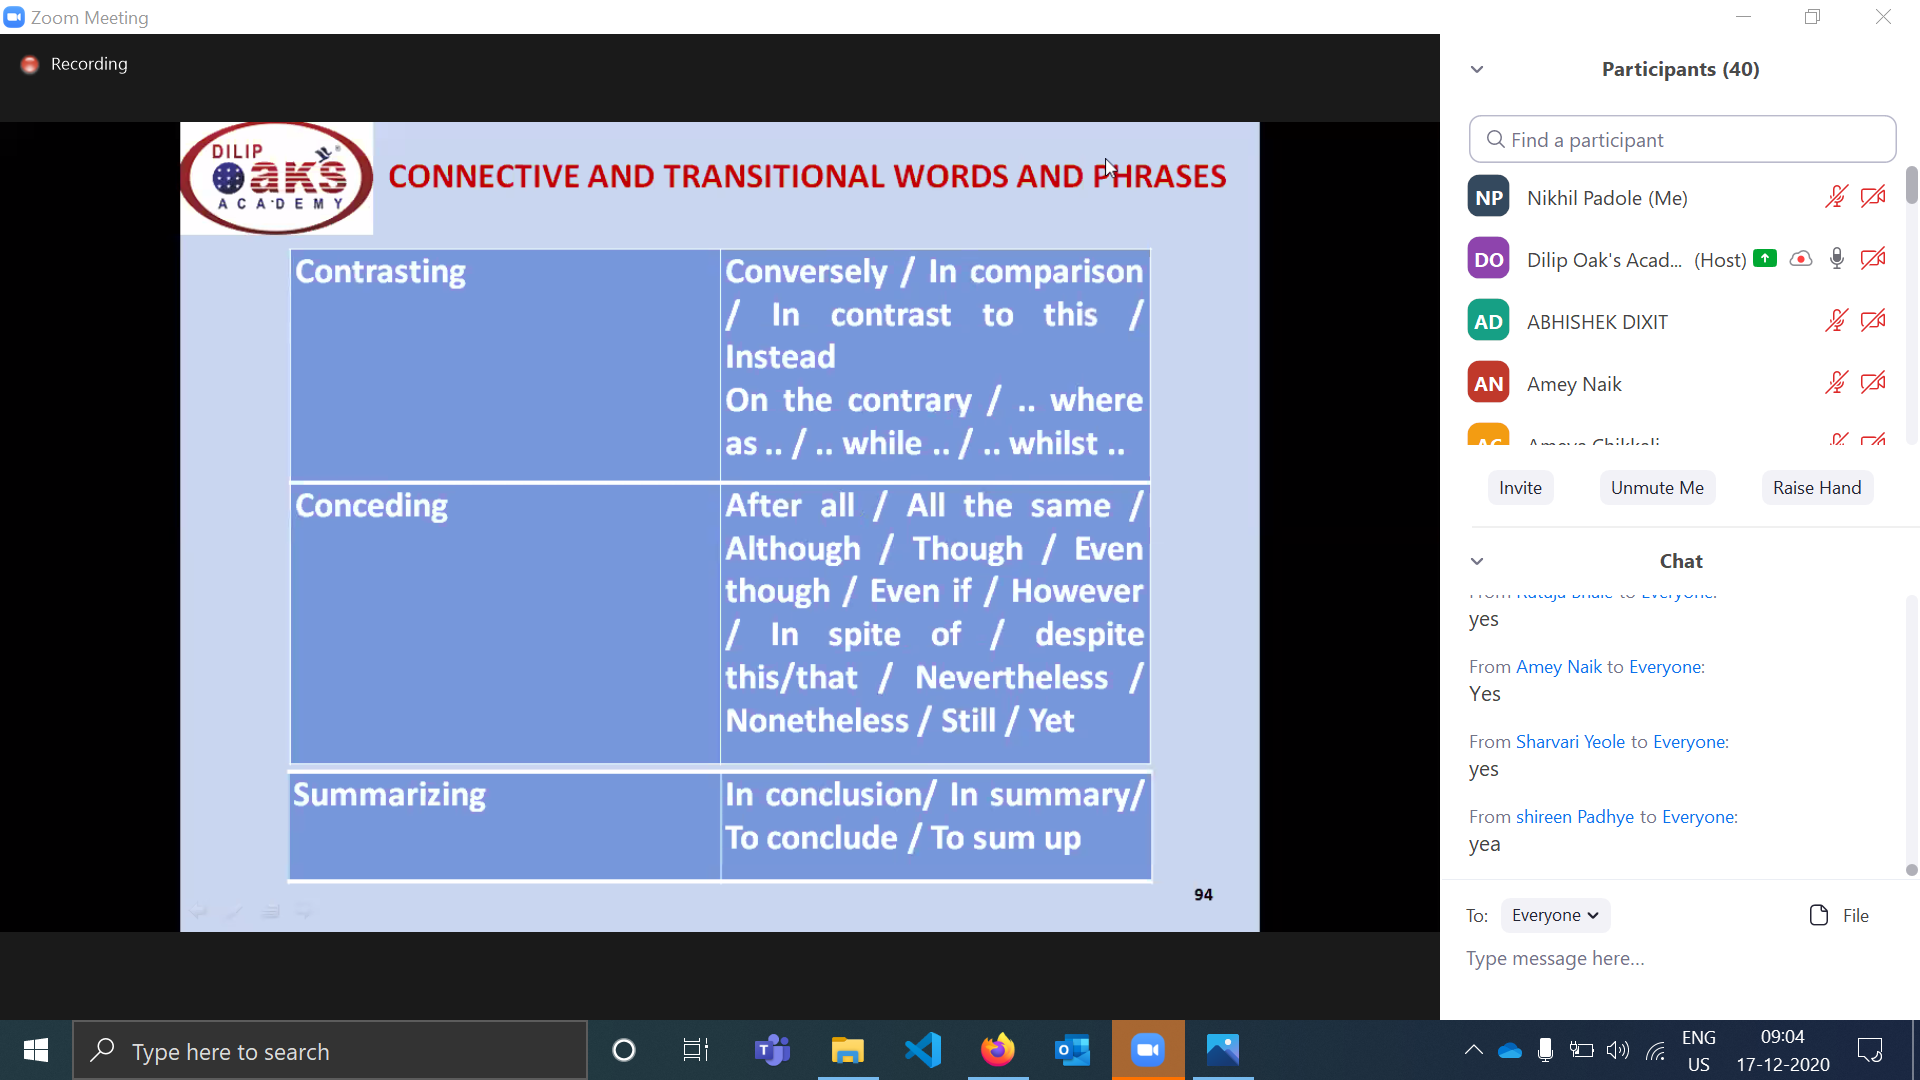 Zoom Meeting
Recording
DILIP
OAKS
ACADEMY
CONNECTIVE AND TRANSITIONAL WORDS AND PHRASES
Contrasting
Conversely / In comparison
/ In contrast to this /
Instead
On the contrary / .. where
as .. / .. while .. / .. whilst ..
Conceding
After all / All the same /
Although / Though / Even
though / Even if / However
/ In spite of / despite
this/that / Nevertheless /
Nonetheless / Still / Yet
Summarizing
In conclusion/ In summary/
To conclude / To sum up
94
Participants (40)
Find a participant
NP Nikhil Padole (Me)
DO Dilip Oak's Acad... (Host)
AD ABHISHEK DIXIT
AN Amey Naik
Invite Unmute Me Raise Hand
Chat
yes
From Amey Naik to Everyone:
Yes
From Sharvari Yeole to Everyone:
yes
From shireen Padhye to Everyone:
yea
To: Everyone File
Type message here...
Type here to search
ENG
US
09:04
17-12-2020